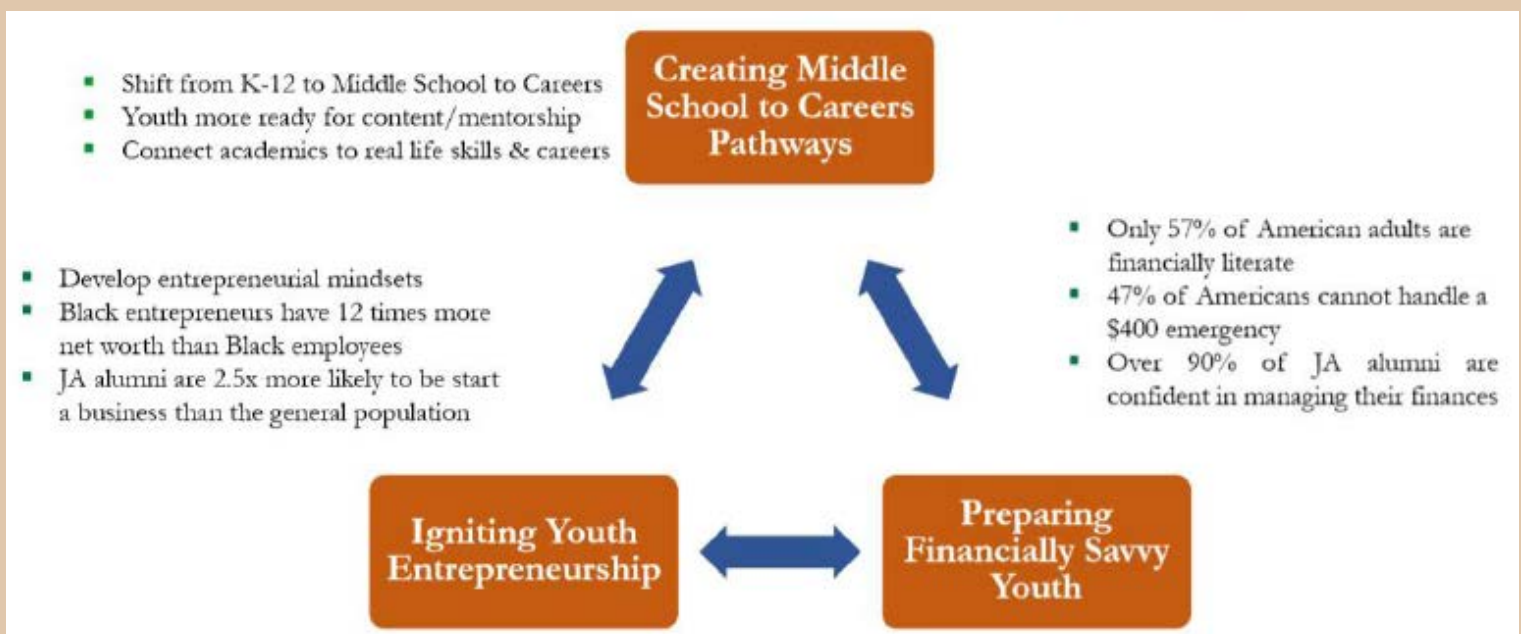 Creating Middle
School to Careers
Pathways
▪ Shift from K-12 to Middle School to Careers
▪ Youth more ready for content/mentorship
▪ Connect academics to real life skills & careers
▪ Only 57% of American adults are
financially literate
▪ 47% of Americans cannot handle a
$400 emergency
▪ Over 90% of JA alumni are
confident in managing their finances
▪ Develop entrepreneurial mindsets
▪ Black entrepreneurs have 12 times more
net worth than Black employees
▪ JA alumni are 2.5x more likely to be start
a business than the general population
Igniting Youth
Entrepreneurship
Preparing
Financially Savvy
Youth